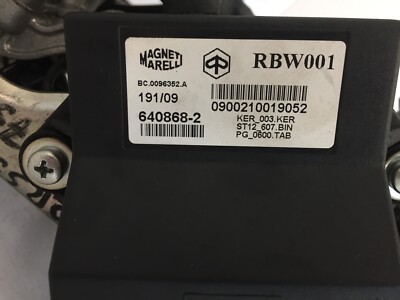 MAGNETI
MARELLI
RBW001
BC.0096352.A
191/09
0900210019052
640868-2
KER_003.KER
ST12_607.BIN
PG_0600.TAB